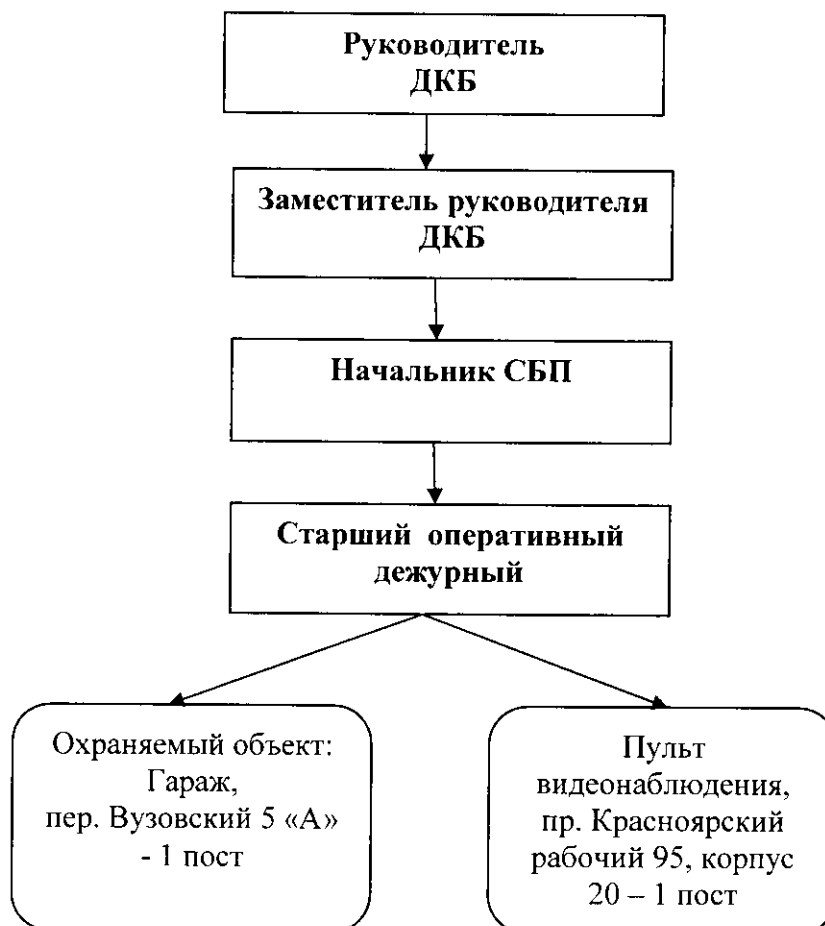 Руководитель
ДКБ
Заместитель руководителя
ДКБ
Начальник СБП
Старший оперативный
дежурный
Охраняемый объект:
Гараж,
пер. Вузовский 5 «А»
- 1 пост
Пульт
видеонаблюдения,
пр. Красноярский
рабочий 95, корпус
20 – 1 пост